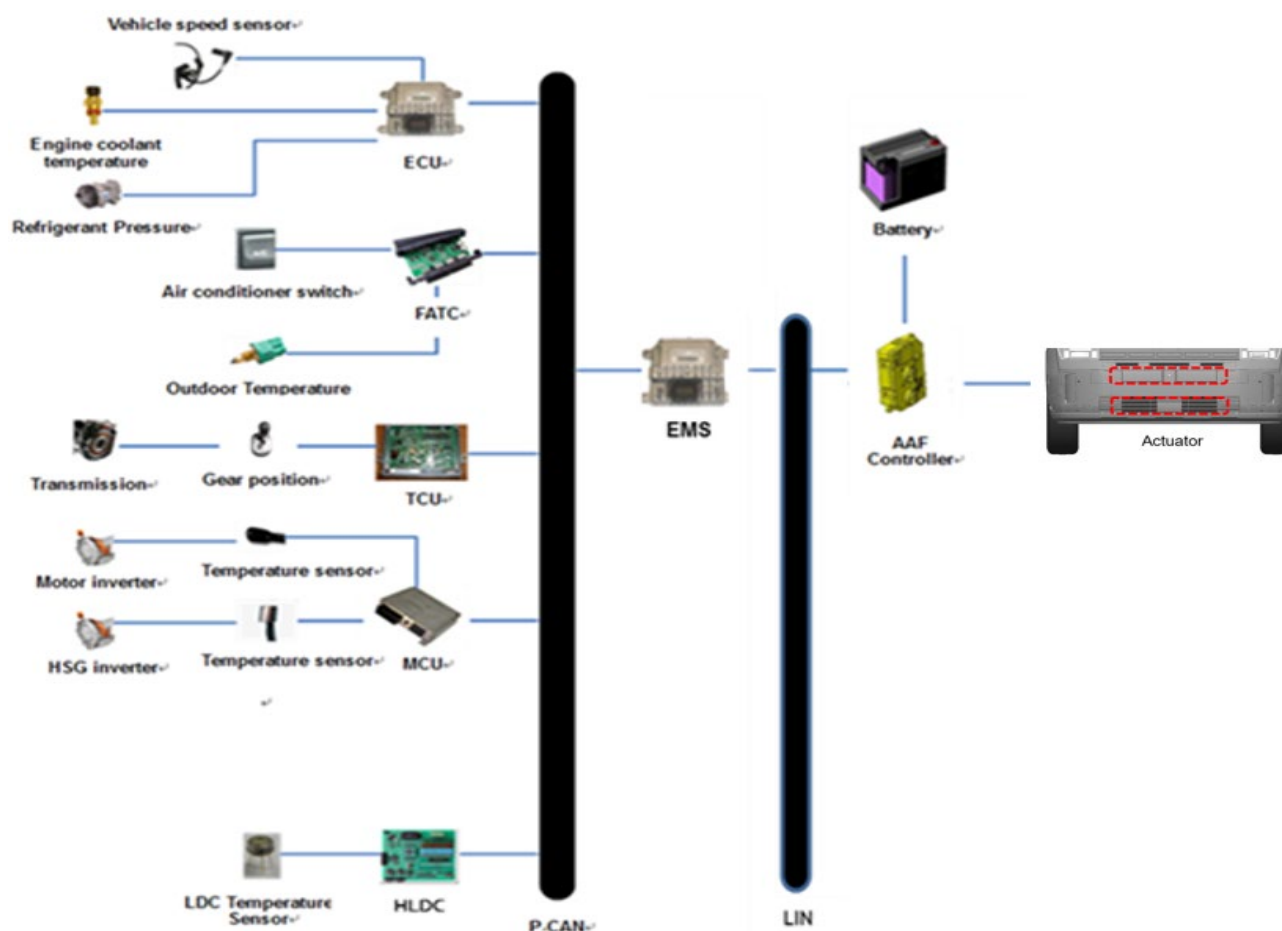 Vehicle speed sensor
Engine coolant
temperature
ECU
Refrigerant Pressure
Air conditioner switch
FATC
Outdoor Temperature
Transmission
Gear position
TCU
Motor inverter
Temperature sensor
HSG inverter
Temperature sensor
MCU
LDC Temperature
Sensor
HLDC
P-CAN
EMS
LIN
Battery
AAF
Controller
Actuator